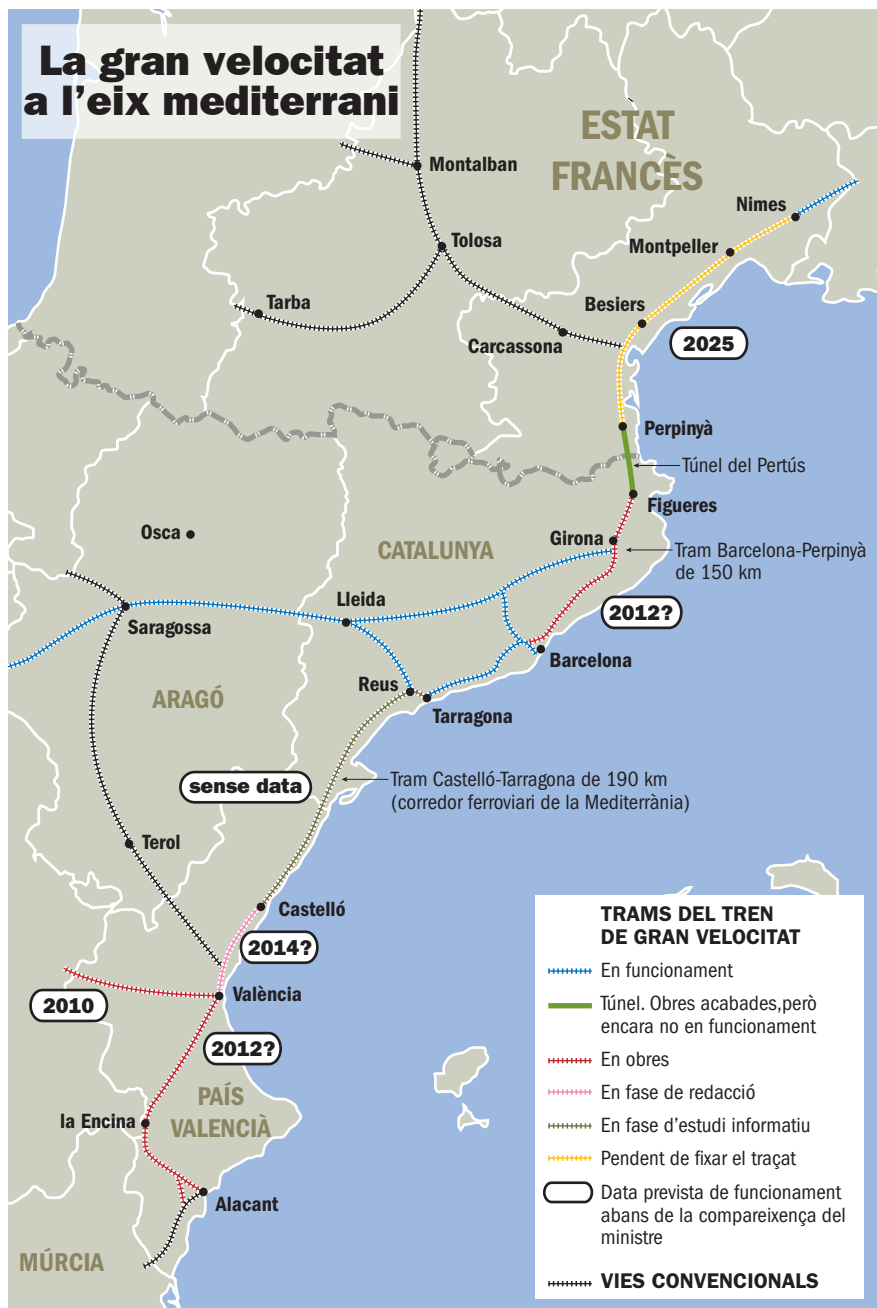 La gran velocitat
a l'eix mediterrani
ESTAT
FRANCÈS
Montalban
Nimes
Tolosa
Montpeller
Tarba
Besiers
Carcassona
2025
Perpinyà
Túnel del Pertús
Figueres
Osca
Girona
CATALUNYA
Tram Barcelona-Perpinyà
de 150 km
Lleida
2012?
Saragossa
Barcelona
Reus
ARAGÓ
Tarragona
sense data
Tram Castelló-Tarragona de 190 km
(corredor ferroviari de la Mediterrània)
Terol
Castelló
2014?
València
2010
2012?
PAÍS
VALENCIÀ
la Encina
Alacant
MÚRCIA
TRAMS DEL TREN
DE GRAN VELOCITAT
En funcionament
Túnel. Obres acabades,però
encara no en funcionament
En obres
En fase de redacció
En fase d'estudi informatiu
Pendent de fixar el traçat
Data prevista de funcionament
abans de la compareixença del
ministre
VIES CONVENCIONALS